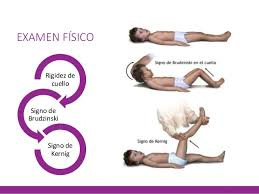 EXAMEN FÍSICO
Rigidez de
cuello
Signo de
Brudzinski
Signo de
Kernig
Signo de Brudzinski en el cuello
Signo de Kernig